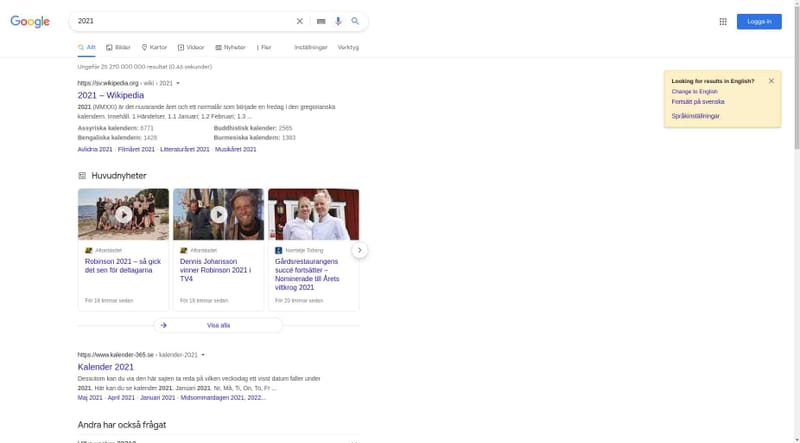 Google
2021
Logga in
Allt
Bilder
Kartor
Videor
Nyheter
Fler
Inställningar
Verktyg
Ungefär 25 270 000 000 resultat (0,44 sekunder)
https://sv.wikipedia.org › wiki › 2021
2021 – Wikipedia
2021 (MMXXI) är det nuvarande året och ett normalår som började en fredag i den gregorianska
kalendern. Innehåll. 1 Händelser. 1.1 Januari; 1.2 Februari; 1.3 ...
Assyriska kalendern: 6771
Buddhistisk kalender: 2565
Bengaliska kalendern: 1428
Burmesiska kalendern: 1383
Avlidna 2021 · Filmåret 2021 · Litteraturåret 2021 · Musikåret 2021
Looking for results in English?
Change to English
Fortsätt på svenska
Språkinställningar
Huvudnyheter
Aftonbladet
Robinson 2021 – så gick
det sen för deltagarna
För 18 timmar sedan
Aftonbladet
Dennis Johansson
vinner Robinson 2021 i
TV4
För 16 timmar sedan
Norrtelje Tidning
Gårdsrestaurangens
succé fortsätter –
Nominerade till Årets
viltkrog 2021
För 20 timmar sedan
Visa alla
https://www.kalender-365.se › kalender-2021
Kalender 2021
Dessutom kan du via den här sajten ta reda på vilken veckodag ett visst datum faller under
2021. Här kan du se kalender 2021. Januari 2021. Nr, Må, Ti, On, To, Fr ...
Maj 2021 · April 2021 · Januari 2021 · Midsommardagen 2021, 2022...
Andra har också frågat